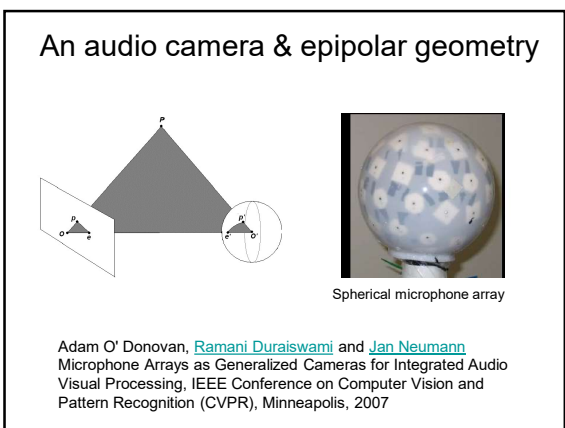 An audio camera & epipolar geometry
P
p
O
e
p'
e'
O'
Spherical microphone array
Adam O' Donovan, Ramani Duraiswami and Jan Neumann
Microphone Arrays as Generalized Cameras for Integrated Audio
Visual Processing, IEEE Conference on Computer Vision and
Pattern Recognition (CVPR), Minneapolis, 2007